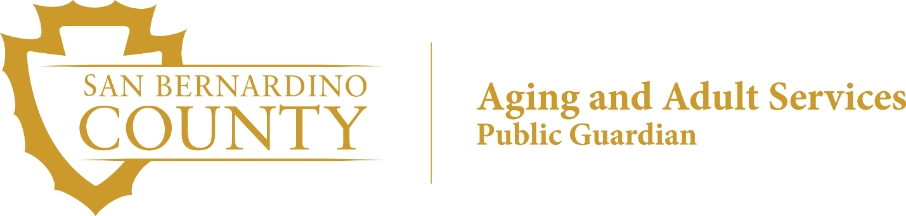 SAN BERNARDINO
COUNTY
Aging and Adult Services
Public Guardian